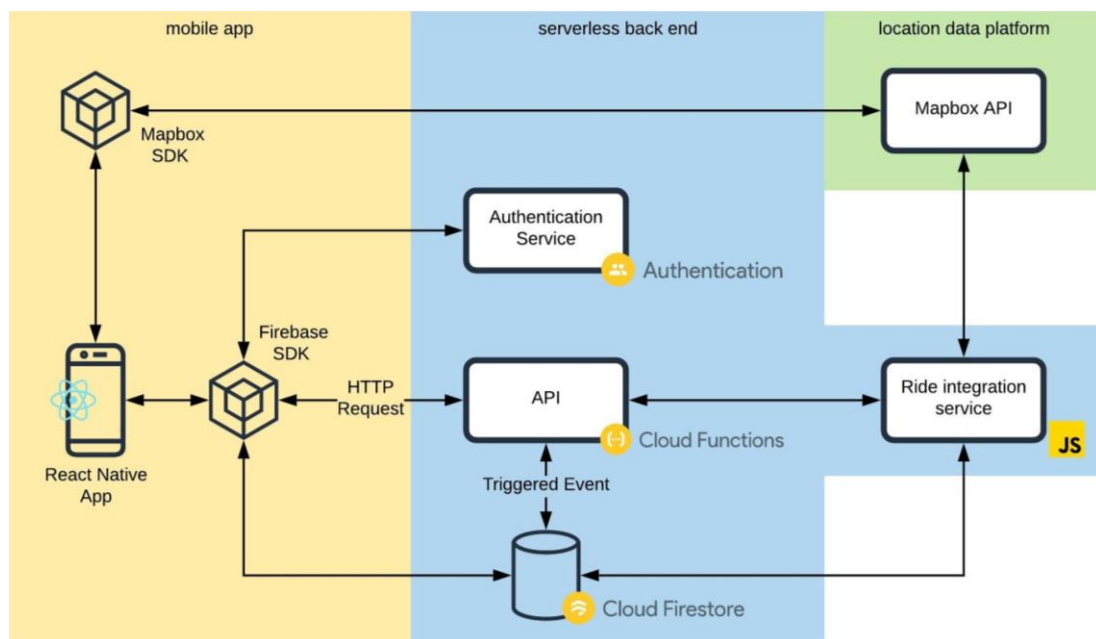 mobile app
serverless back end
location data platform
Mapbox
SDK
Mapbox API
Authentication
Service
Authentication
Firebase
SDK
HTTP
Request
API
Cloud Functions
Ride integration
service
JS
React Native
App
Triggered Event
Cloud Firestore